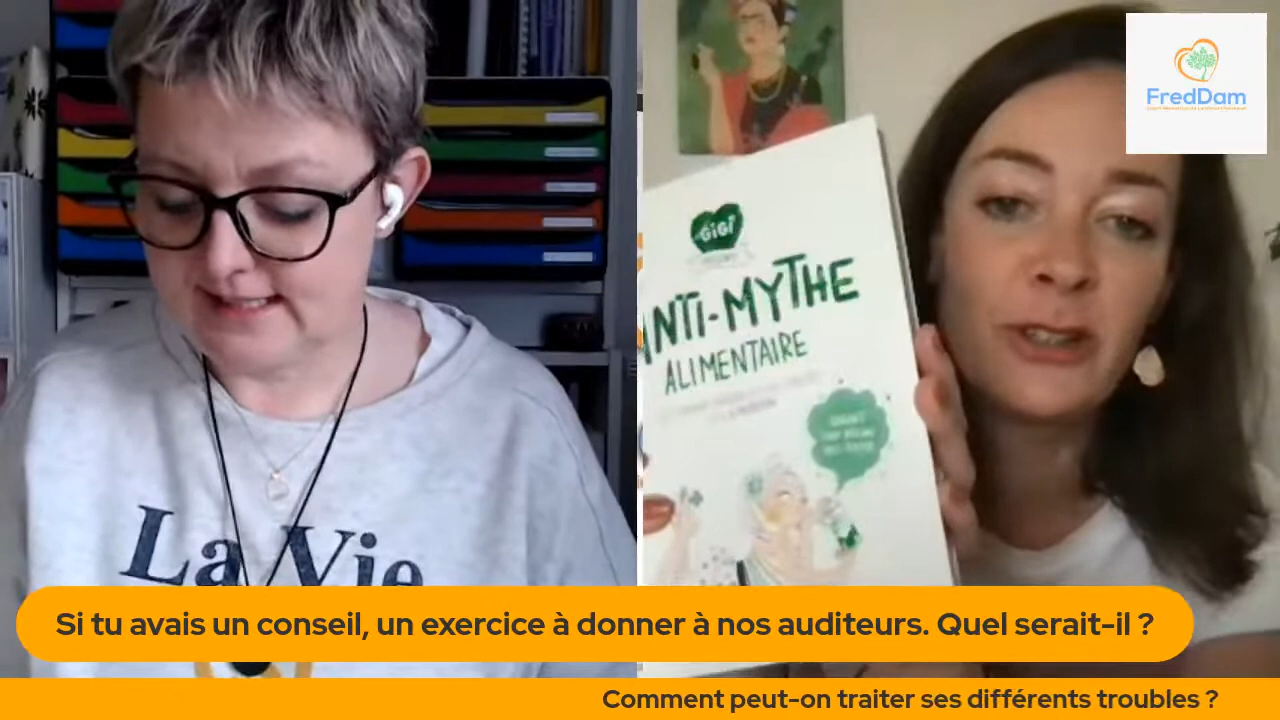 FredDam
GiGi
ANTI-MYTHE
ALIMENTAIRE
La Vie
Si tu avais un conseil, un exercice à donner à nos auditeurs. Quel serait-il ?
Comment peut-on traiter ses différents troubles ?